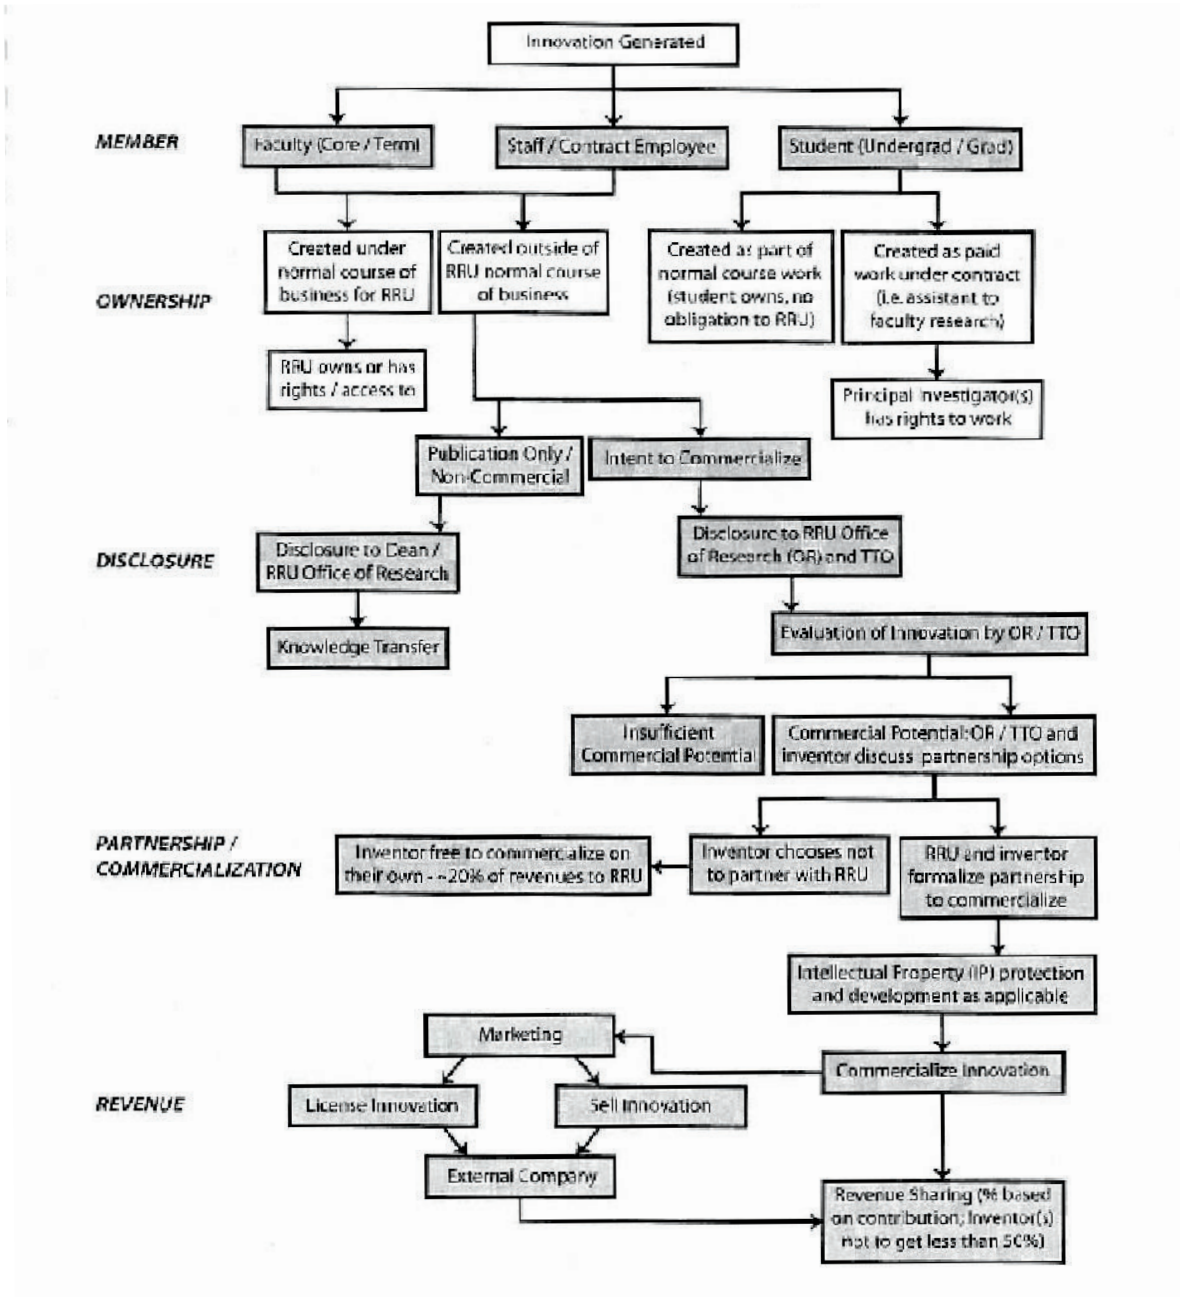 Innovation Generated
MEMBER
Faculty (Core / Term)
Staff / Contract Employee
Student (Undergrad / Grad)
OWNERSHIP
Created under
normal course of
business for RRU
Created outside of
RRU normal course
of business
Created as part of
normal course work
(student owns, no
obligation to RRU)
Created as paid
work under contract
(i.e. assistant to
faculty research)
RRU owns or has
rights / access to
Principal Investigator(s)
has rights to work
Publication Only /
Non-Commercial
Intent to Commercialize
DISCLOSURE
Disclosure to Dean /
RRU Office of Research
Disclosure to RRU Office
of Research (OR) and TTO
Knowledge Transfer
Evaluation of Innovation by OR / TTO
Insufficient
Commercial Potential
Commercial Potential: OR / TTO and
inventor discuss partnership options
PARTNERSHIP /
COMMERCIALIZATION
Inventor free to commercialize on
their own - ~20% of revenues to RRU
Inventor chooses not
to partner with RRU
RRU and inventor
formalize partnership
to commercialize
Intellectual Property (IP) protection
and development as applicable
Marketing
Commercialize Innovation
REVENUE
License Innovation
Sell Innovation
External Company
Revenue Sharing (% based
on contribution; Inventor(s)
not to get less than 50%)